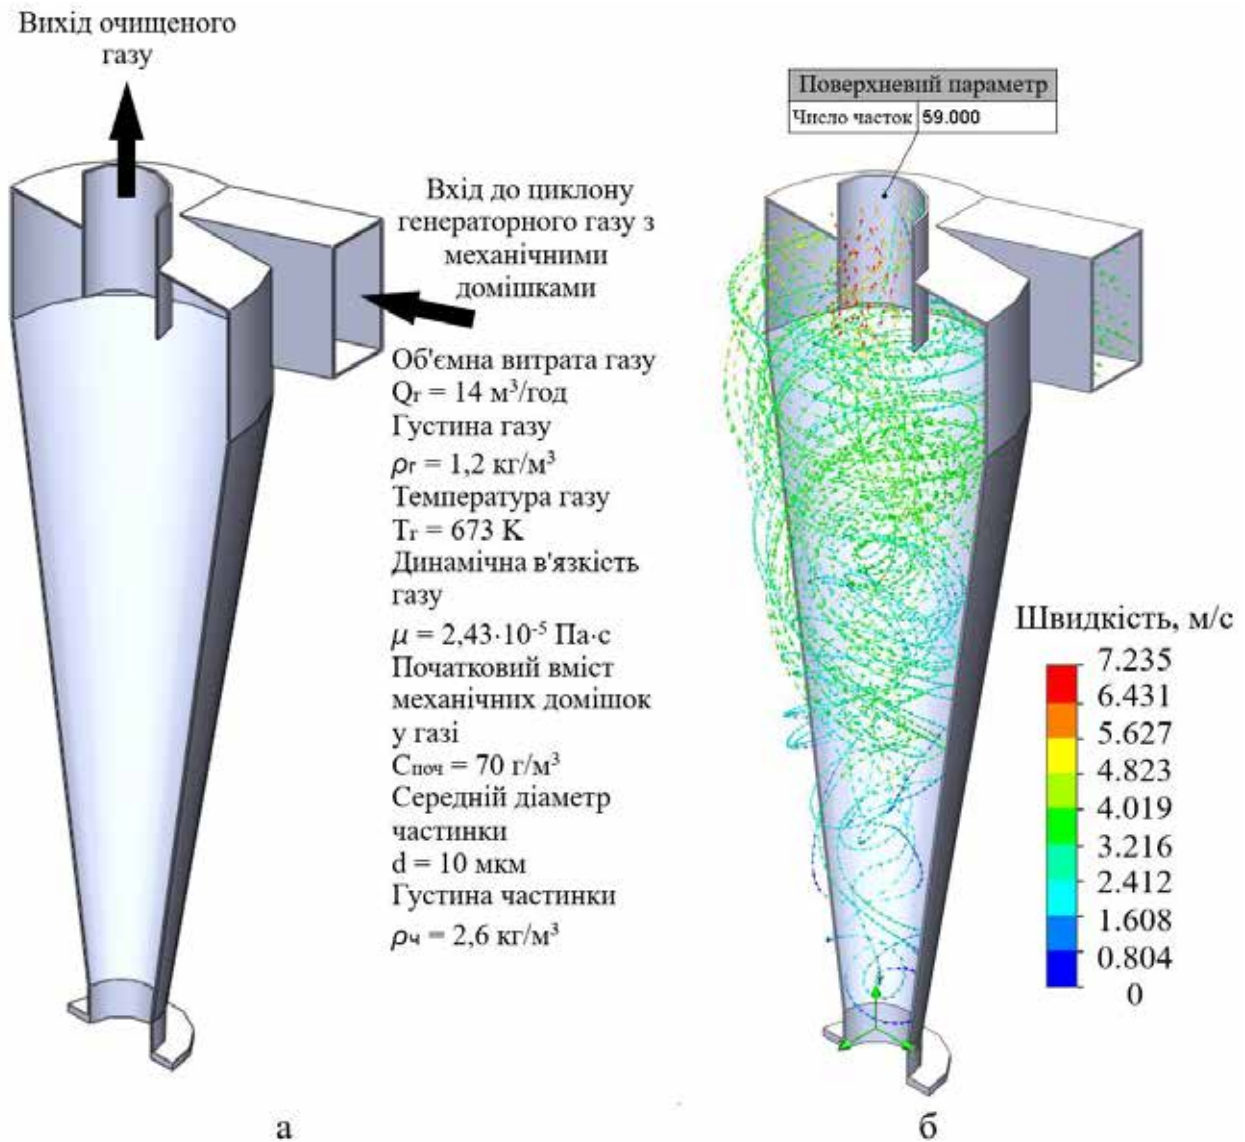 Вихід очищеного
газу
Вхід до циклону
генераторного газу з
механічними
домішками
Об'ємна витрата газу
Qг = 14 м³/год
Густина газу
ρг = 1,2 кг/м³
Температура газу
Tг = 673 K
Динамічна в'язкість
газу
μ = 2,43·10⁻⁵ Па·с
Початковий вміст
механічних домішок
у газі
Cпоч = 70 г/м³
Середній діаметр
частинки
d = 10 мкм
Густина частинки
ρч = 2,6 кг/м³
а
Поверхневий параметр
Число часток 59.000
Швидкість, м/с
7.235
6.431
5.627
4.823
4.019
3.216
2.412
1.608
0.804
0
б